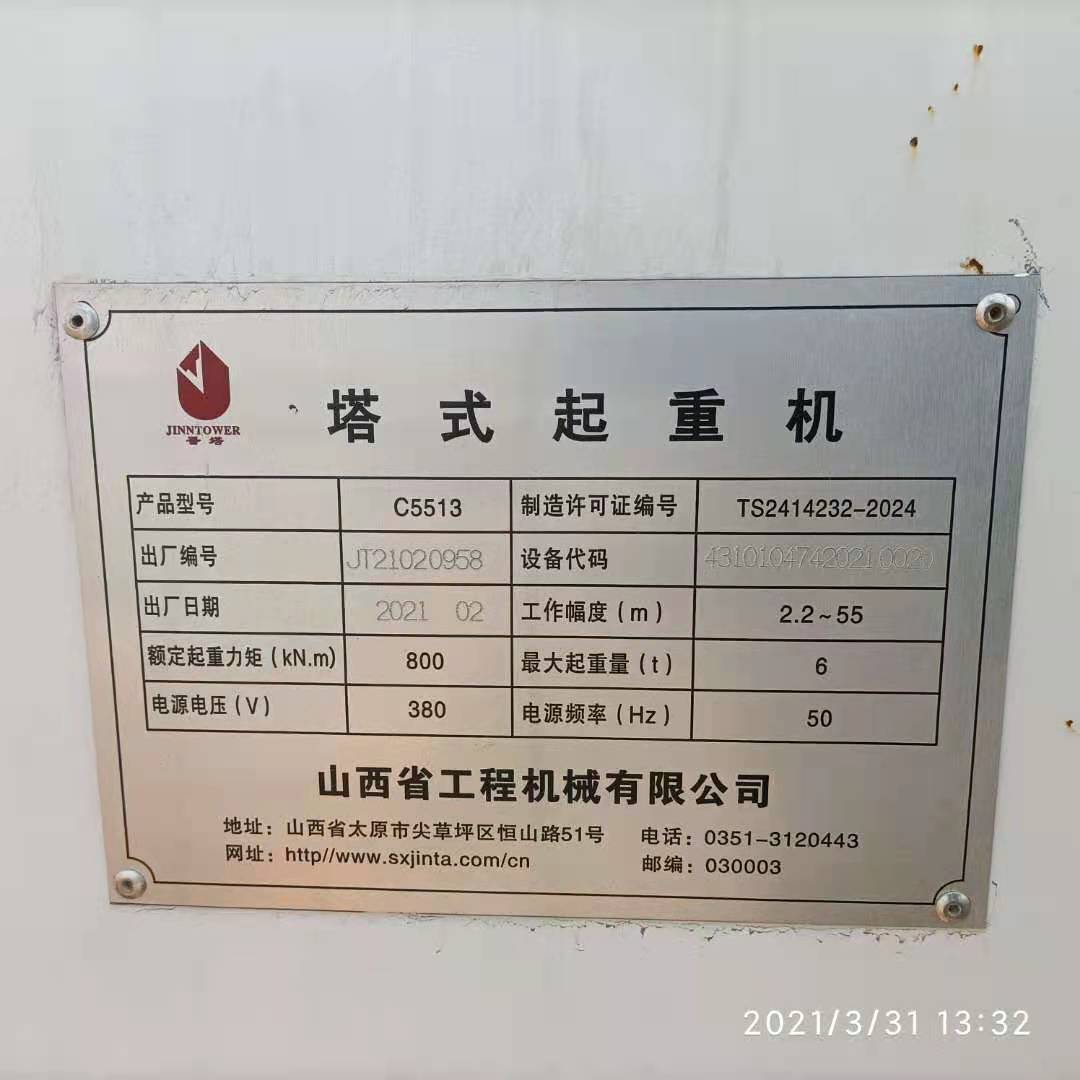 JINNTOWER
晋塔
塔式起重机
产品型号 C5513 制造许可证编号 TS2414232-2024
出厂编号 JT21020958 设备代码 43101047420210020
出厂日期 2021 02 工作幅度(m) 2.2~55
额定起重力矩(kN.m) 800 最大起重量(t) 6
电源电压(V) 380 电源频率(Hz) 50
山西省工程机械有限公司
地址：山西省太原市尖草坪区恒山路51号 电话：0351-3120443
网址：http//www.sxjinta.com/cn 邮编：030003
2021/3/31 13:32